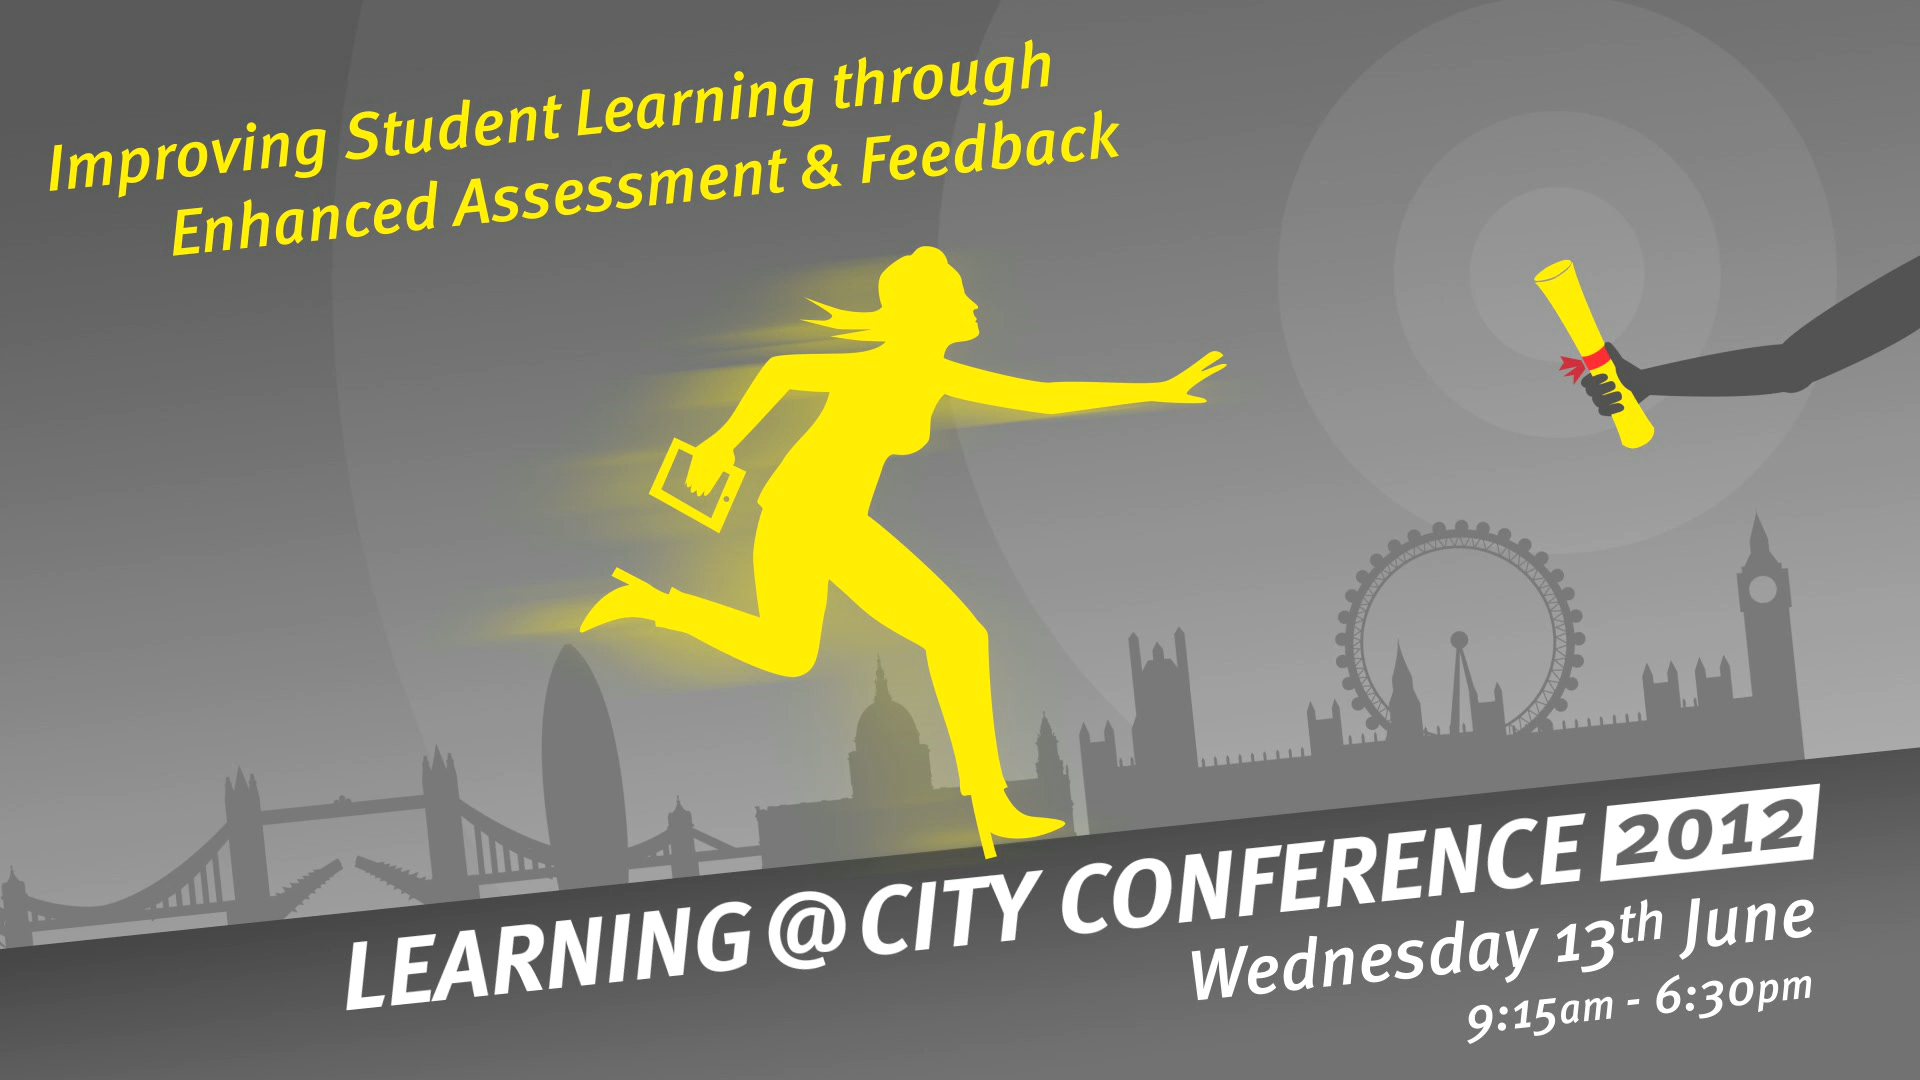 Improving Student Learning through
Enhanced Assessment & Feedback
LEARNING @ CITY CONFERENCE 2012
Wednesday 13th June
9:15am - 6:30pm